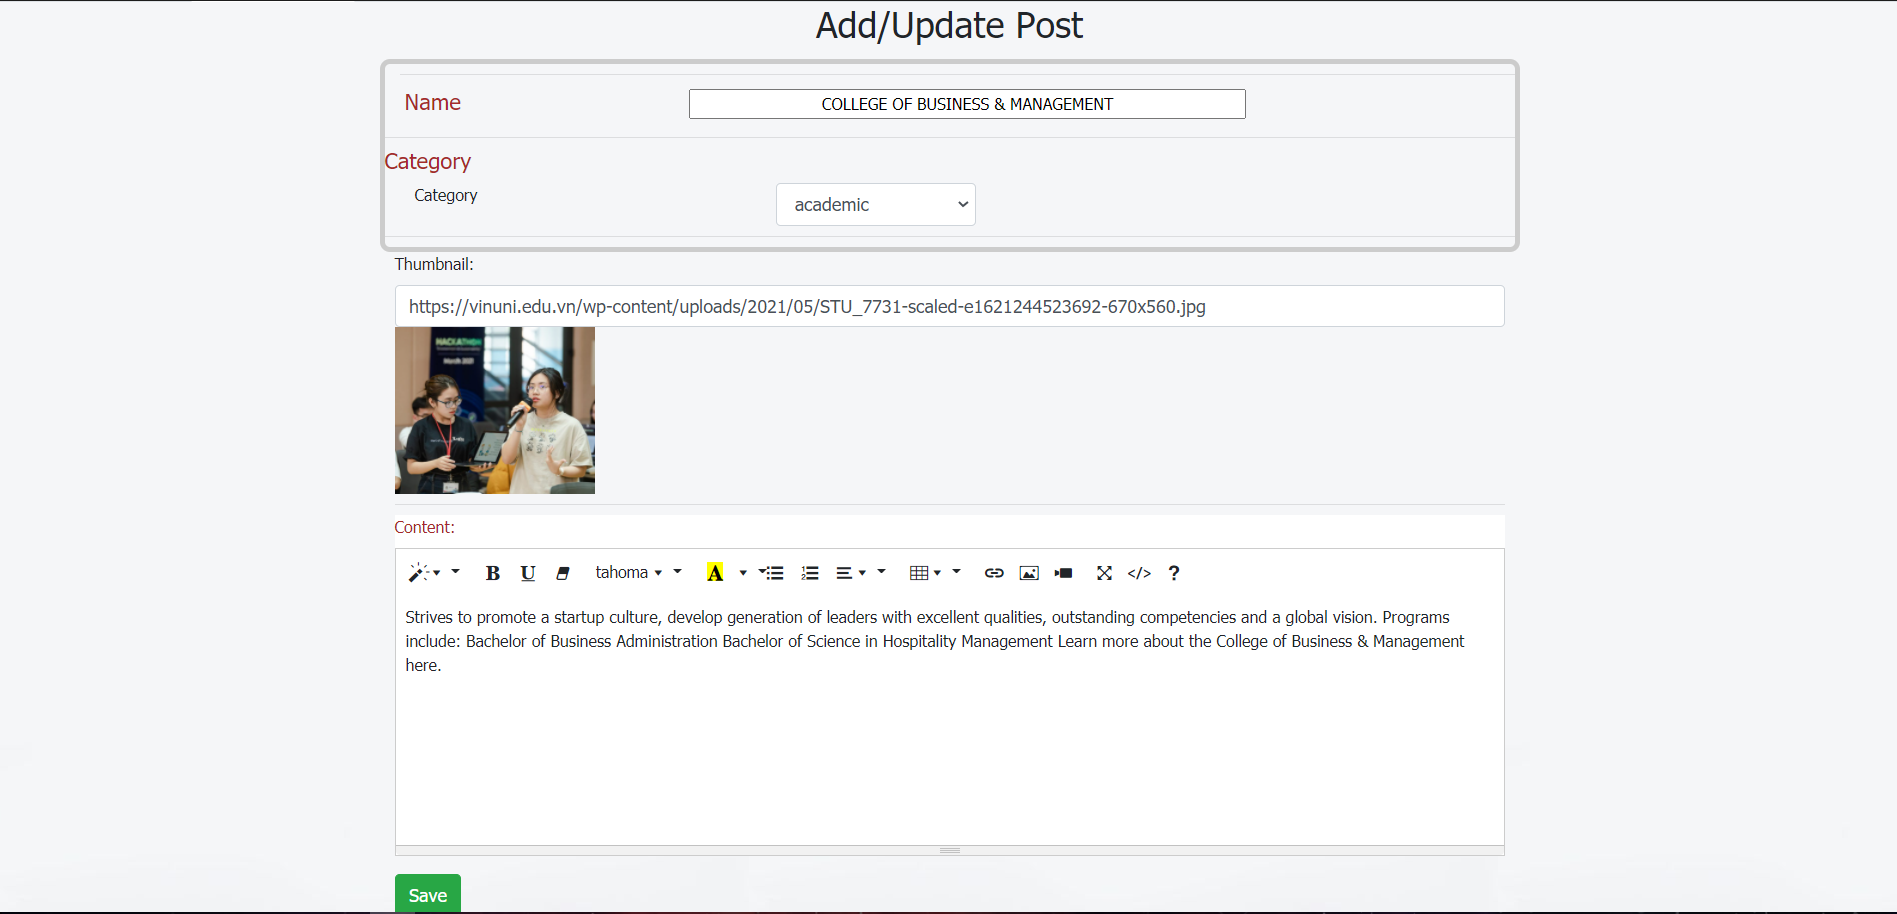 Add/Update Post
Name
COLLEGE OF BUSINESS & MANAGEMENT
Category
Category
academic
Thumbnail:
https://vinuni.edu.vn/wp-content/uploads/2021/05/STU_7731-scaled-e1621244523692-670x560.jpg
HACKATHON
March 2021
Content:
B U tahoma A </> ?
Strives to promote a startup culture, develop generation of leaders with excellent qualities, outstanding competencies and a global vision. Programs
include: Bachelor of Business Administration Bachelor of Science in Hospitality Management Learn more about the College of Business & Management
here.
Save